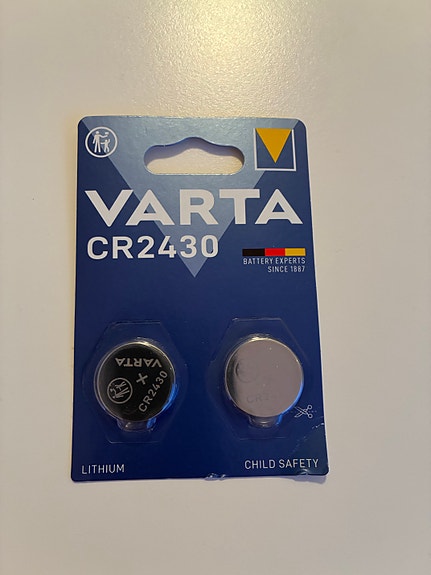 VARTA
CR2430
BATTERY EXPERTS
SINCE 1887
VARTA
+
CR2430
LITHIUM
CHILD SAFETY